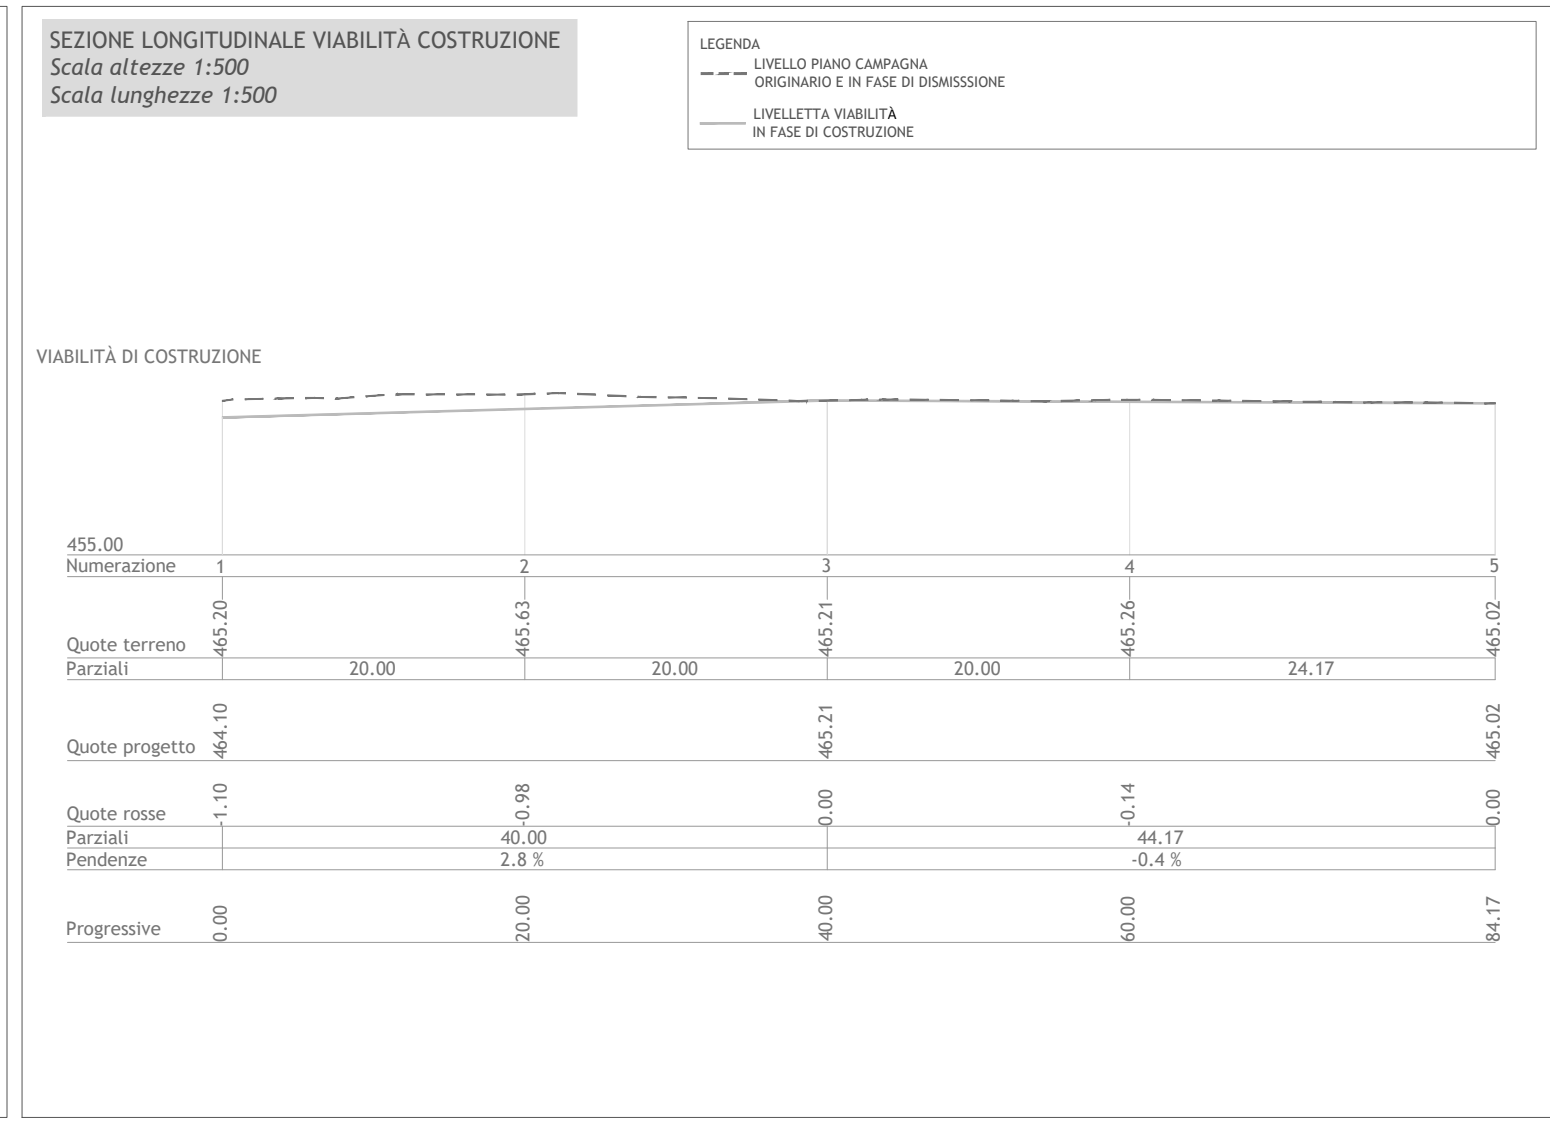 SEZIONE LONGITUDINALE VIABILITÀ COSTRUZIONE
Scala altezze 1:500
Scala lunghezze 1:500
LEGENDA
LIVELLO PIANO CAMPAGNA
ORIGINARIO E IN FASE DI DISMISSSIONE
LIVELLETTA VIABILITÀ
IN FASE DI COSTRUZIONE
VIABILITÀ DI COSTRUZIONE
455.00
Numerazione 1 2 3 4 5
Quote terreno 465.20 465.63 465.21 465.26 465.02
Parziali 20.00 20.00 20.00 24.17
Quote progetto 464.10 465.21 465.02
Quote rosse -1.10 -0.98 0.00 -0.14 0.00
Parziali 40.00 44.17
Pendenze 2.8 % -0.4 %
Progressive 0.00 20.00 40.00 60.00 84.17